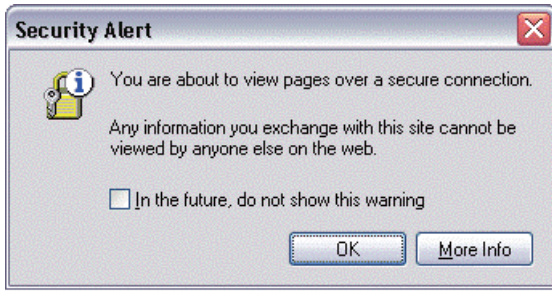 Security Alert
You are about to view pages over a secure connection.
Any information you exchange with this site cannot be
viewed by anyone else on the web.
In the future, do not show this warning
OK
More Info